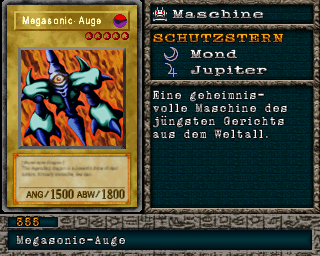 Megasonic-Auge
ANG/1500 ABW/1800
Maschine
SCHUTZSTERN
Mond
Jupiter
Eine geheimnis-
volle Maschine des
jüngsten Gerichts
aus dem Weltall.
355
Megasonic-Auge